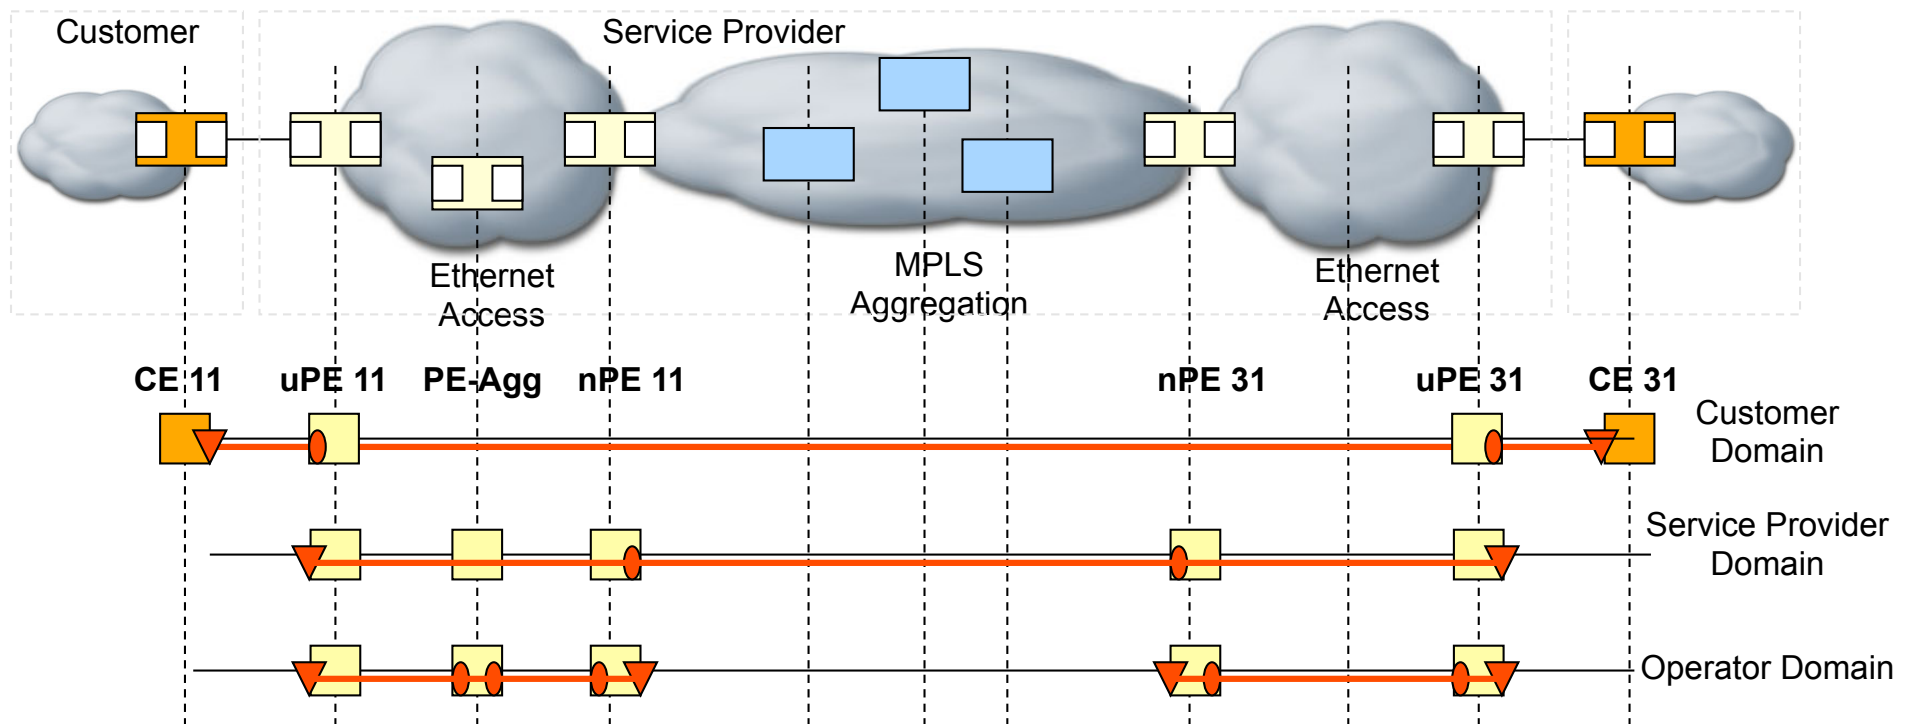 Customer
Service Provider
Ethernet
Access
MPLS
Aggregation
Ethernet
Access
CE 11
uPE 11
PE-Agg
nPE 11
nPE 31
uPE 31
CE 31
Customer
Domain
Service Provider
Domain
Operator Domain